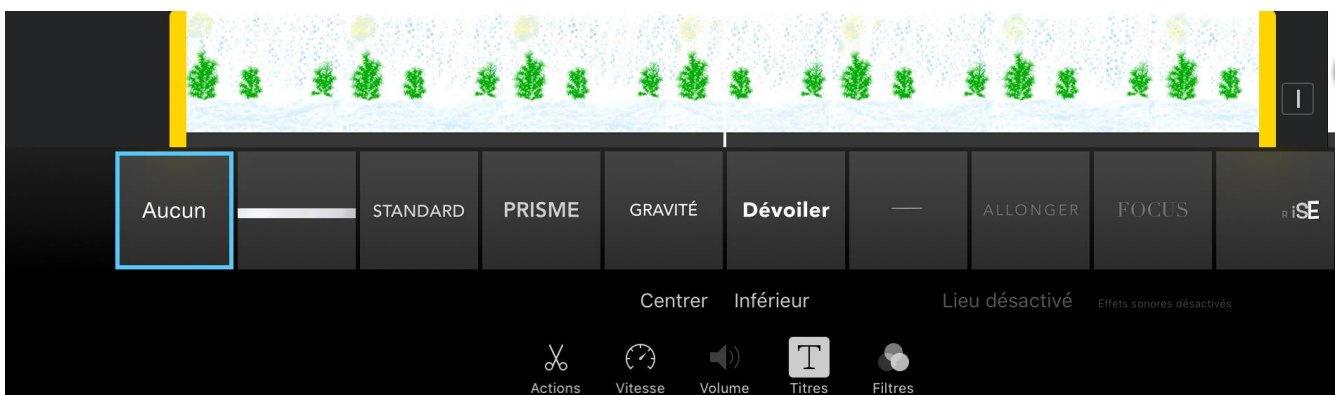 Aucun STANDARD PRISME GRAVITÉ Dévoiler ALLONGER FOCUS RiSE
Centrer Inférieur Lieu désactivé Effets sonores désactivés
T
Actions Vitesse Volume Titres Filtres